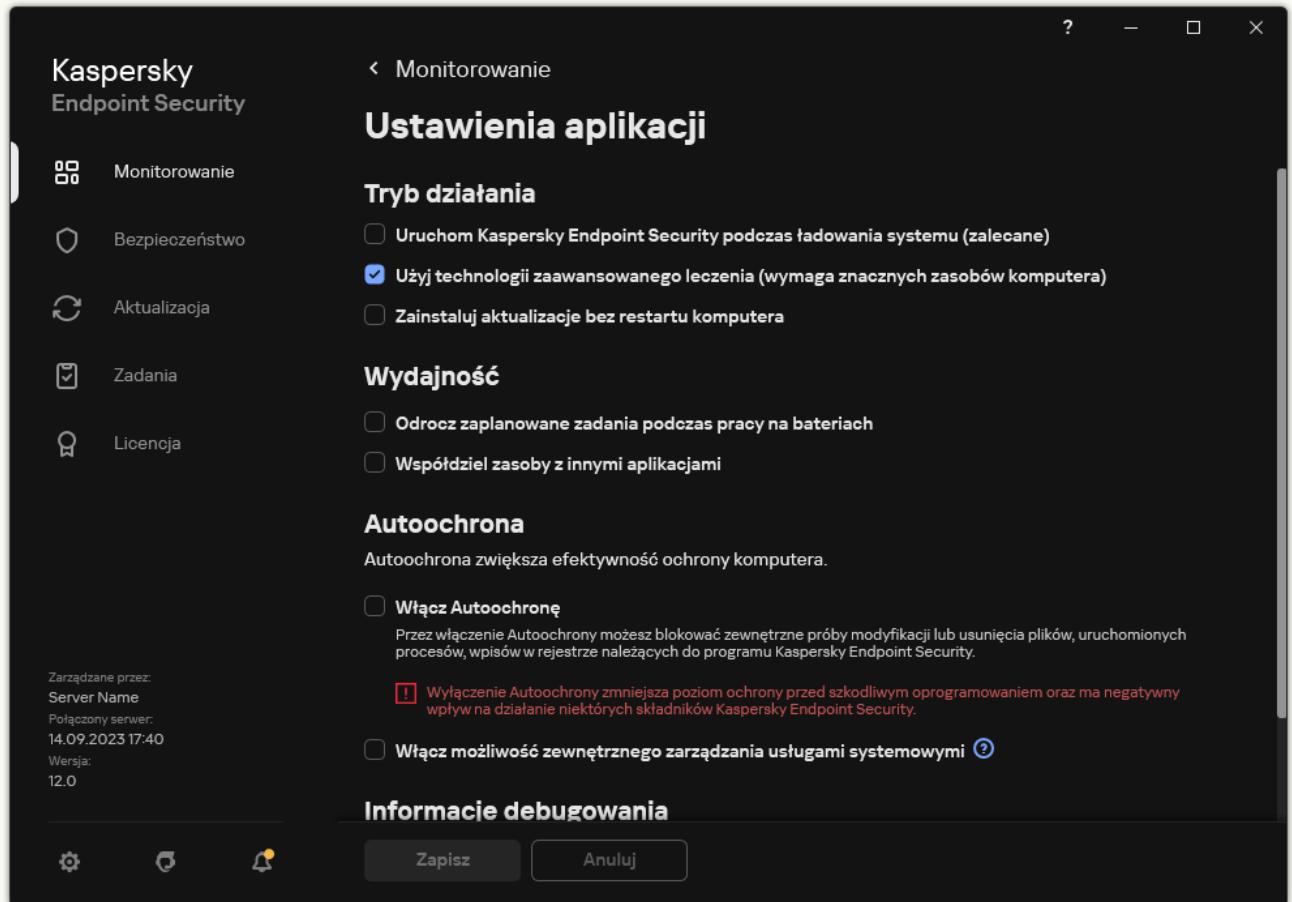 ?
Kaspersky
Endpoint Security
Monitorowanie
Bezpieczeństwo
Aktualizacja
Zadania
Licencja
Zarządzane przez:
Server Name
Połączony serwer:
14.09.2023 17:40
Wersja:
12.0
Monitorowanie
Ustawienia aplikacji
Tryb działania
Uruchom Kaspersky Endpoint Security podczas ładowania systemu (zalecane)
Użyj technologii zaawansowanego leczenia (wymaga znacznych zasobów komputera)
Zainstaluj aktualizacje bez restartu komputera
Wydajność
Odrocz zaplanowane zadania podczas pracy na bateriach
Współdziel zasoby z innymi aplikacjami
Autoochrona
Autoochrona zwiększa efektywność ochrony komputera.
Włącz Autoochronę
Przez włączenie Autoochrony możesz blokować zewnętrzne próby modyfikacji lub usunięcia plików, uruchomionych
procesów, wpisów w rejestrze należących do programu Kaspersky Endpoint Security.
Wyłączenie Autoochrony zmniejsza poziom ochrony przed szkodliwym oprogramowaniem oraz ma negatywny
wpływ na działanie niektórych składników Kaspersky Endpoint Security.
Włącz możliwość zewnętrznego zarządzania usługami systemowymi ?
Informacje debugowania
Zapisz
Anuluj